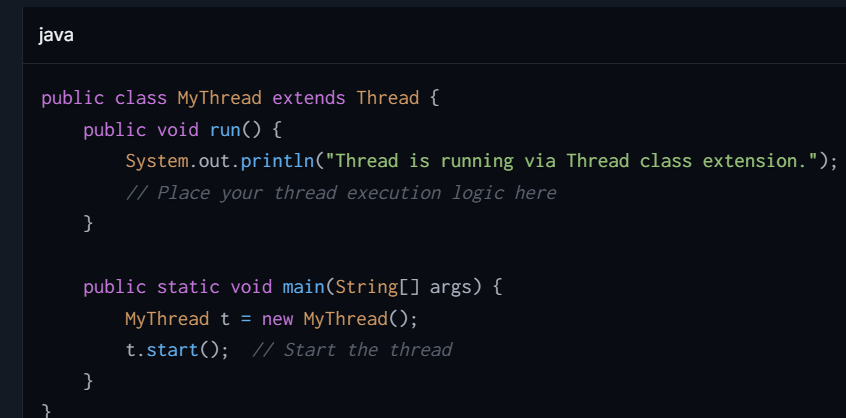 java
public class MyThread extends Thread {
    public void run() {
        System.out.println("Thread is running via Thread class extension.");
        // Place your thread execution logic here
    }

    public static void main(String[] args) {
        MyThread t = new MyThread();
        t.start();  // Start the thread
    }
}